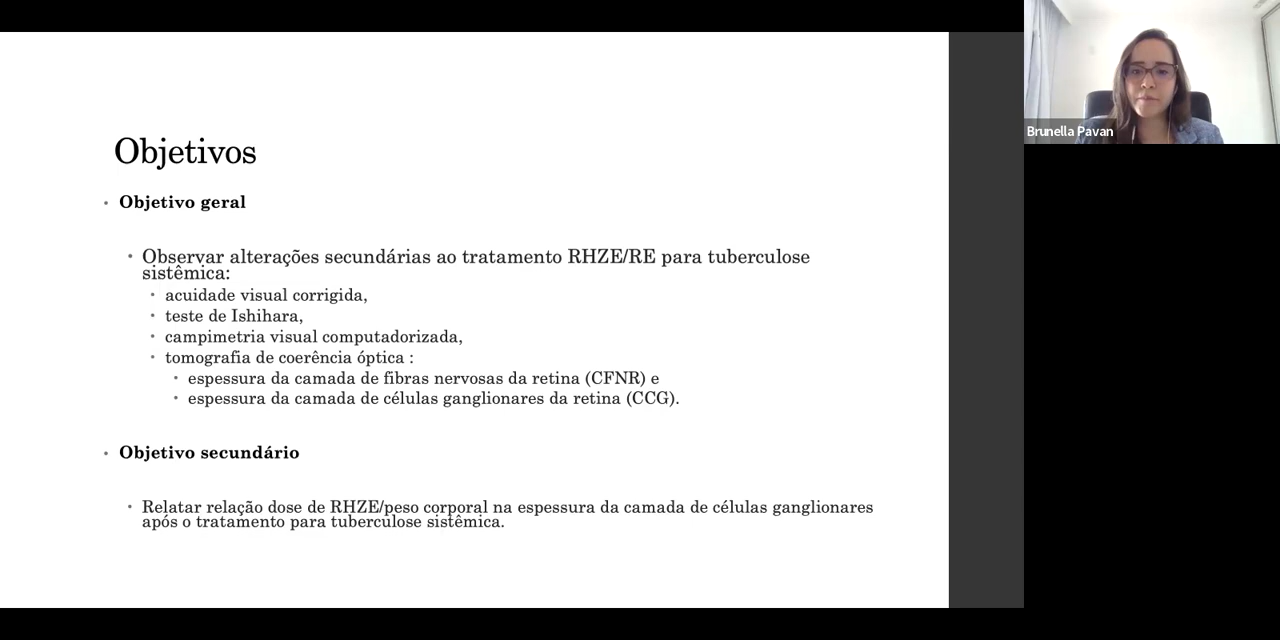 Objetivos
• Objetivo geral
• Observar alterações secundárias ao tratamento RHZE/RE para tuberculose
sistêmica:
• acuidade visual corrigida,
• teste de Ishihara,
• campimetria visual computadorizada,
• tomografia de coerência óptica :
• espessura da camada de fibras nervosas da retina (CFNR) e
• espessura da camada de células ganglionares da retina (CCG).
• Objetivo secundário
• Relatar relação dose de RHZE/peso corporal na espessura da camada de células ganglionares
após o tratamento para tuberculose sistêmica.
Brunella Pavan